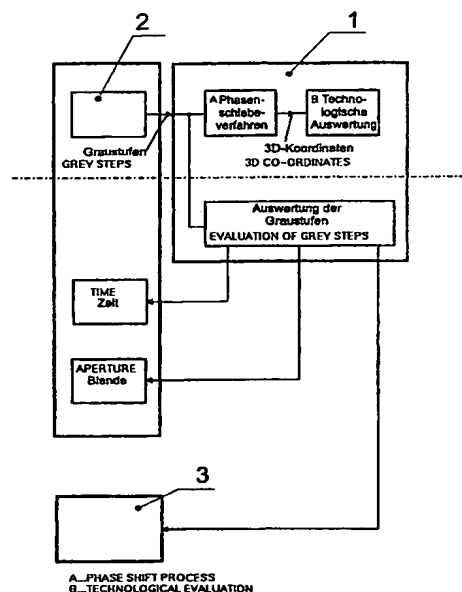 2
1
A Phasen-
schiebe-
verfahren
B Techno-
logistische
Auswertung
Graustufen
GREY STEPS
3D-Koordinaten
3D CO-ORDINATES
Auswertung der
Graustufen
EVALUATION OF GREY STEPS
TIME
Zeit
APERTURE
Blende
3
A...PHASE SHIFT PROCESS
B...TECHNOLOGICAL EVALUATION